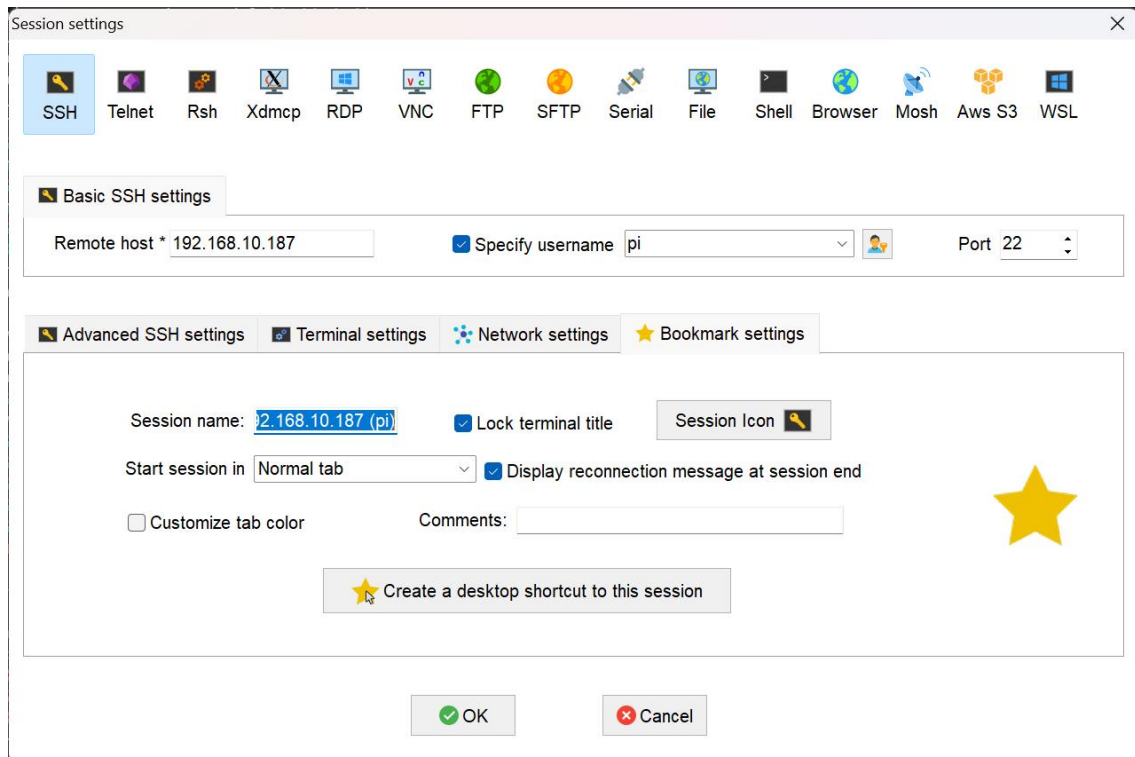 Session settings
SSH Telnet Rsh Xdmcp RDP VNC FTP SFTP Serial File Shell Browser Mosh Aws S3 WSL
Basic SSH settings
Remote host * 192.168.10.187 Specify username pi Port 22
Advanced SSH settings Terminal settings Network settings Bookmark settings
Session name: 92.168.10.187 (pi) Lock terminal title Session Icon
Start session in Normal tab Display reconnection message at session end
Customize tab color Comments:
Create a desktop shortcut to this session
OK Cancel